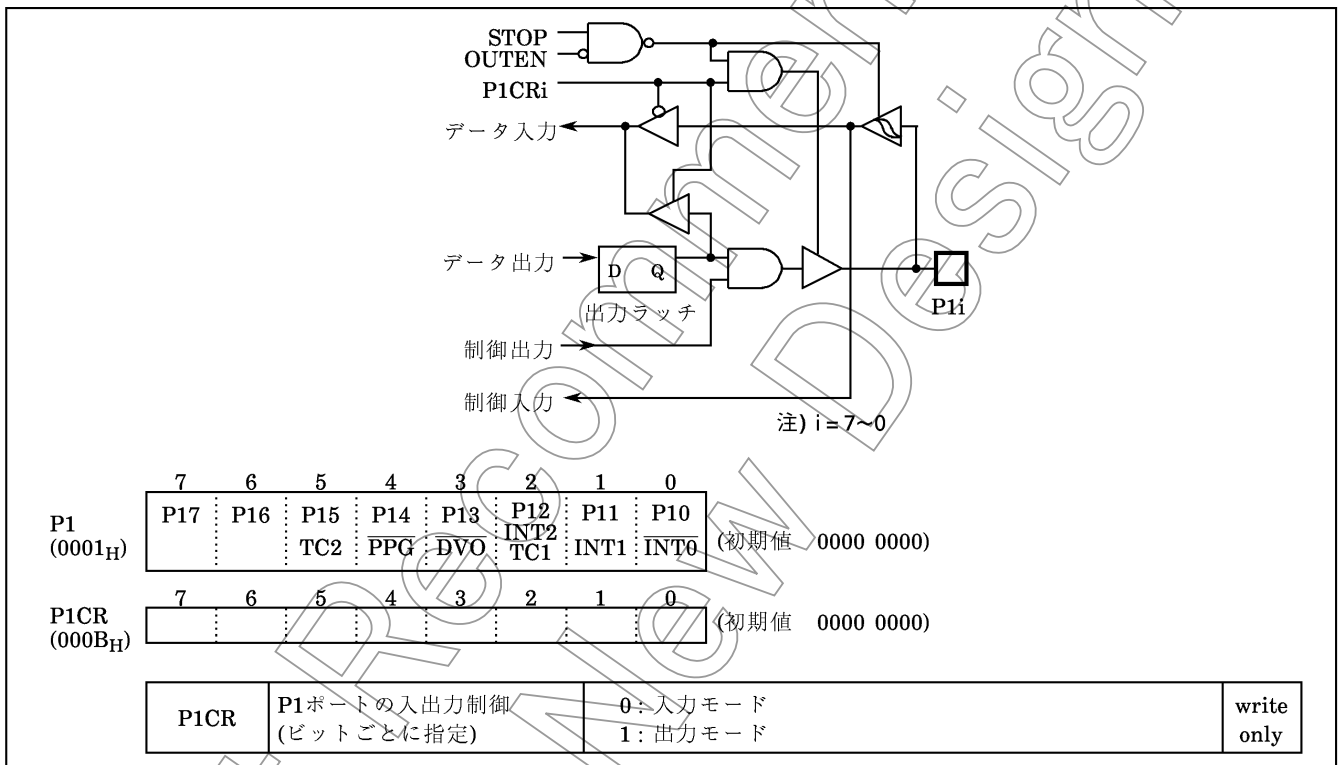 STOP
OUTEN
P1CRi
データ入力
データ出力
D Q
出力ラッチ
P1i
制御出力
制御入力
注) i = 7～0
7 6 5 4 3 2 1 0
P1 (0001H)
P17 P16 P15 P14 P13 P12 P11 P10
TC2 PPG DVO INT2 TC1 INT1 INT0
(初期値 0000 0000)
7 6 5 4 3 2 1 0
P1CR (000BH)
(初期値 0000 0000)
P1CR
P1ポートの入出力制御
(ビットごとに指定)
0 : 入力モード
1 : 出力モード
write
only
Recommen
New Design